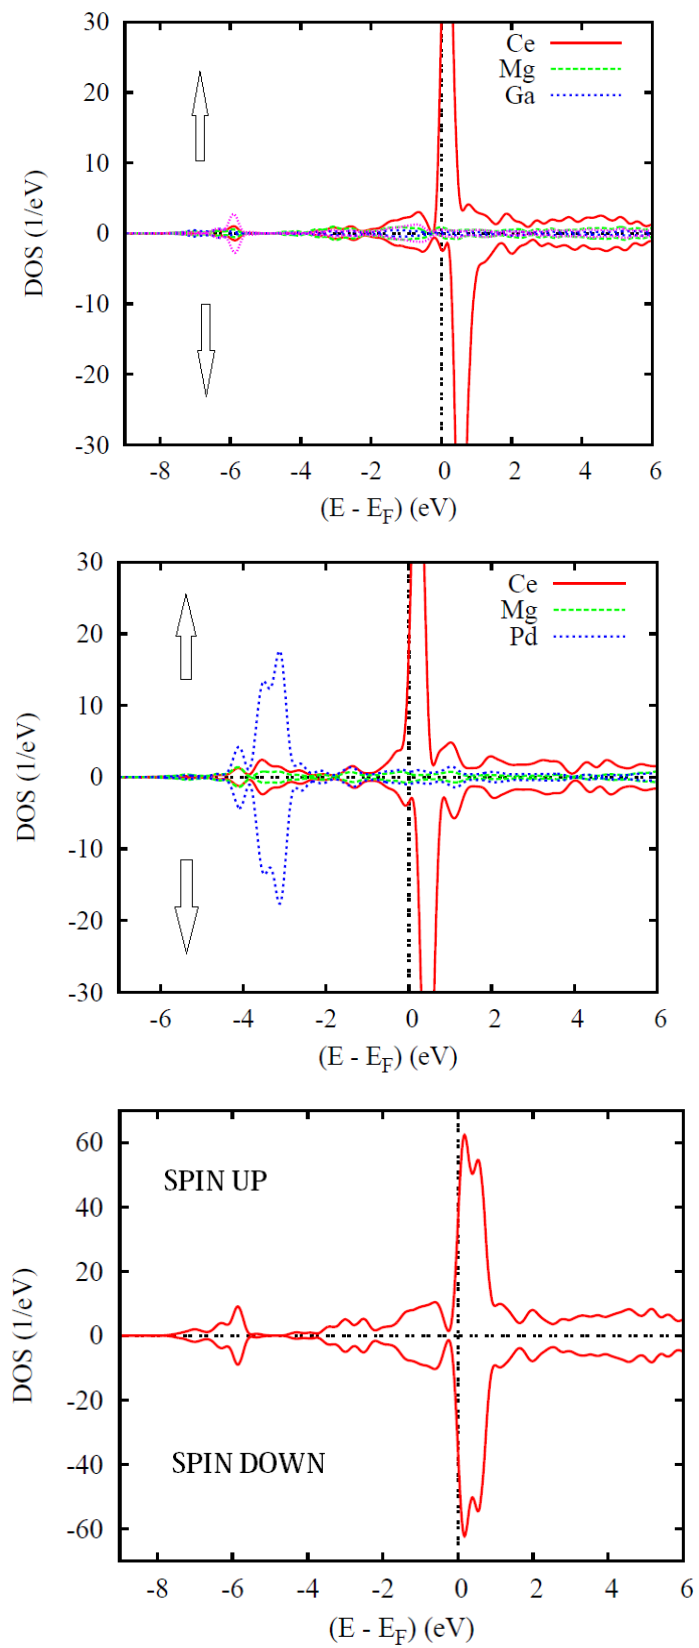 30
20
10
0
-10
-20
-30
DOS (1/eV)
Ce
Mg
Ga
-8 -6 -4 -2 0 2 4 6
(E - E_F) (eV)
30
20
10
0
-10
-20
-30
DOS (1/eV)
Ce
Mg
Pd
-6 -4 -2 0 2 4 6
(E - E_F) (eV)
60
40
20
0
-20
-40
-60
DOS (1/eV)
SPIN UP
SPIN DOWN
-8 -6 -4 -2 0 2 4 6
(E - E_F) (eV)